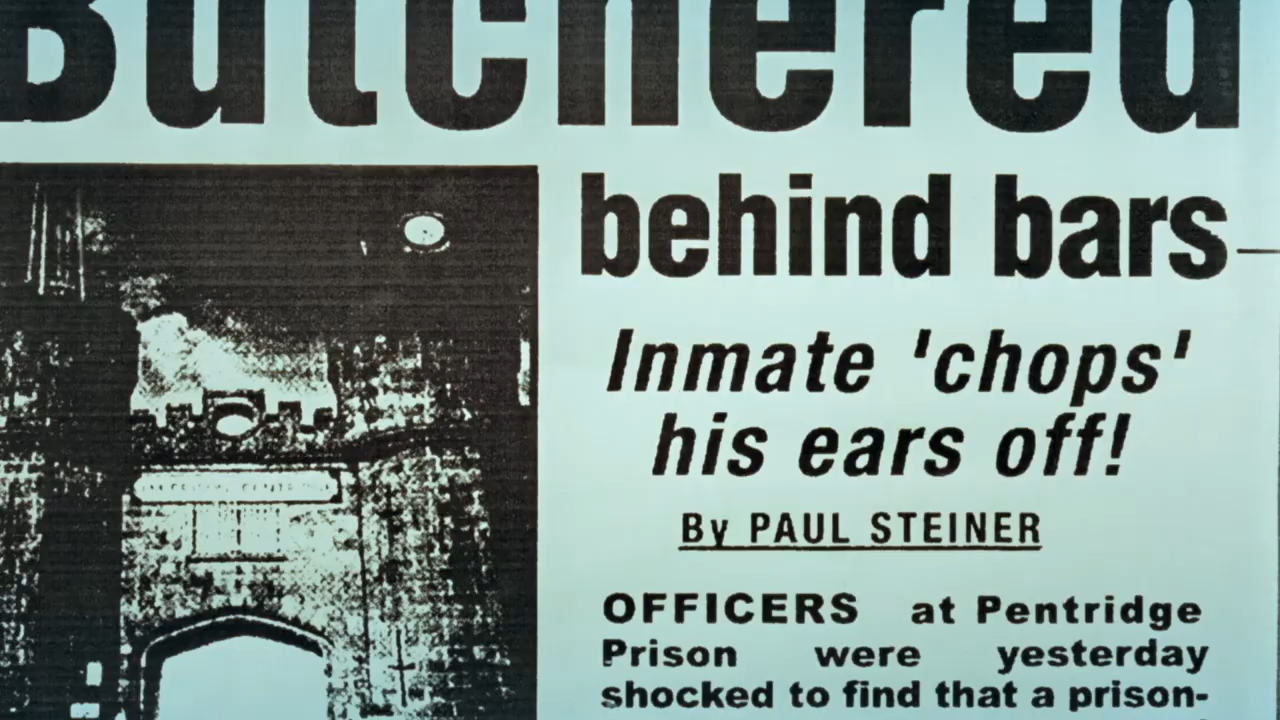 Butchered
behind bars
Inmate 'chops'
his ears off!
By PAUL STEINER
OFFICERS at Pentridge
Prison were yesterday
shocked to find that a prison-